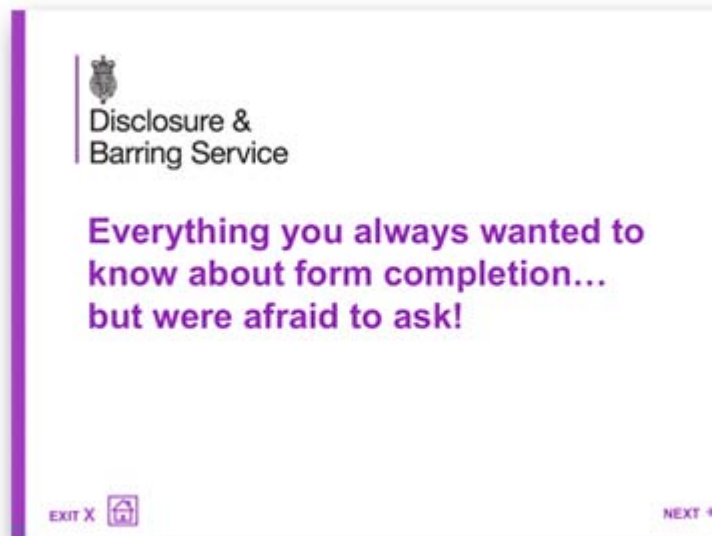 Disclosure &
Barring Service
Everything you always wanted to
know about form completion...
but were afraid to ask!
EXIT X
NEXT